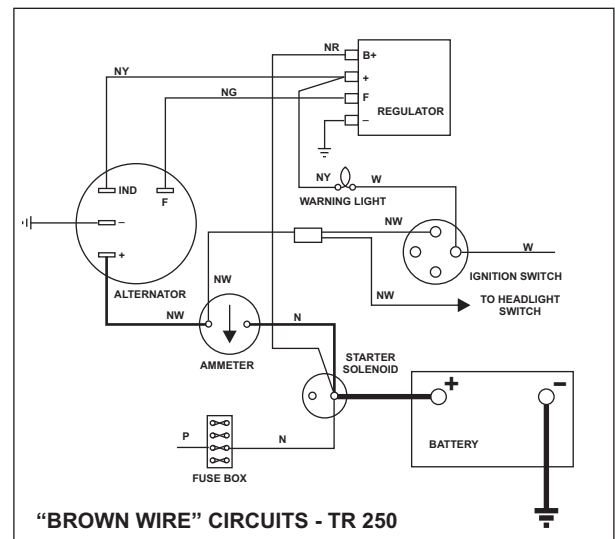 NR
B+
+
F
–
REGULATOR
NY
NG
IND
F
–
+
ALTERNATOR
NY
W
WARNING LIGHT
NW
W
IGNITION SWITCH
NW
NW
TO HEADLIGHT
SWITCH
NW
N
AMMETER
STARTER
SOLENOID
+
–
BATTERY
P
N
FUSE BOX
“BROWN WIRE” CIRCUITS - TR 250